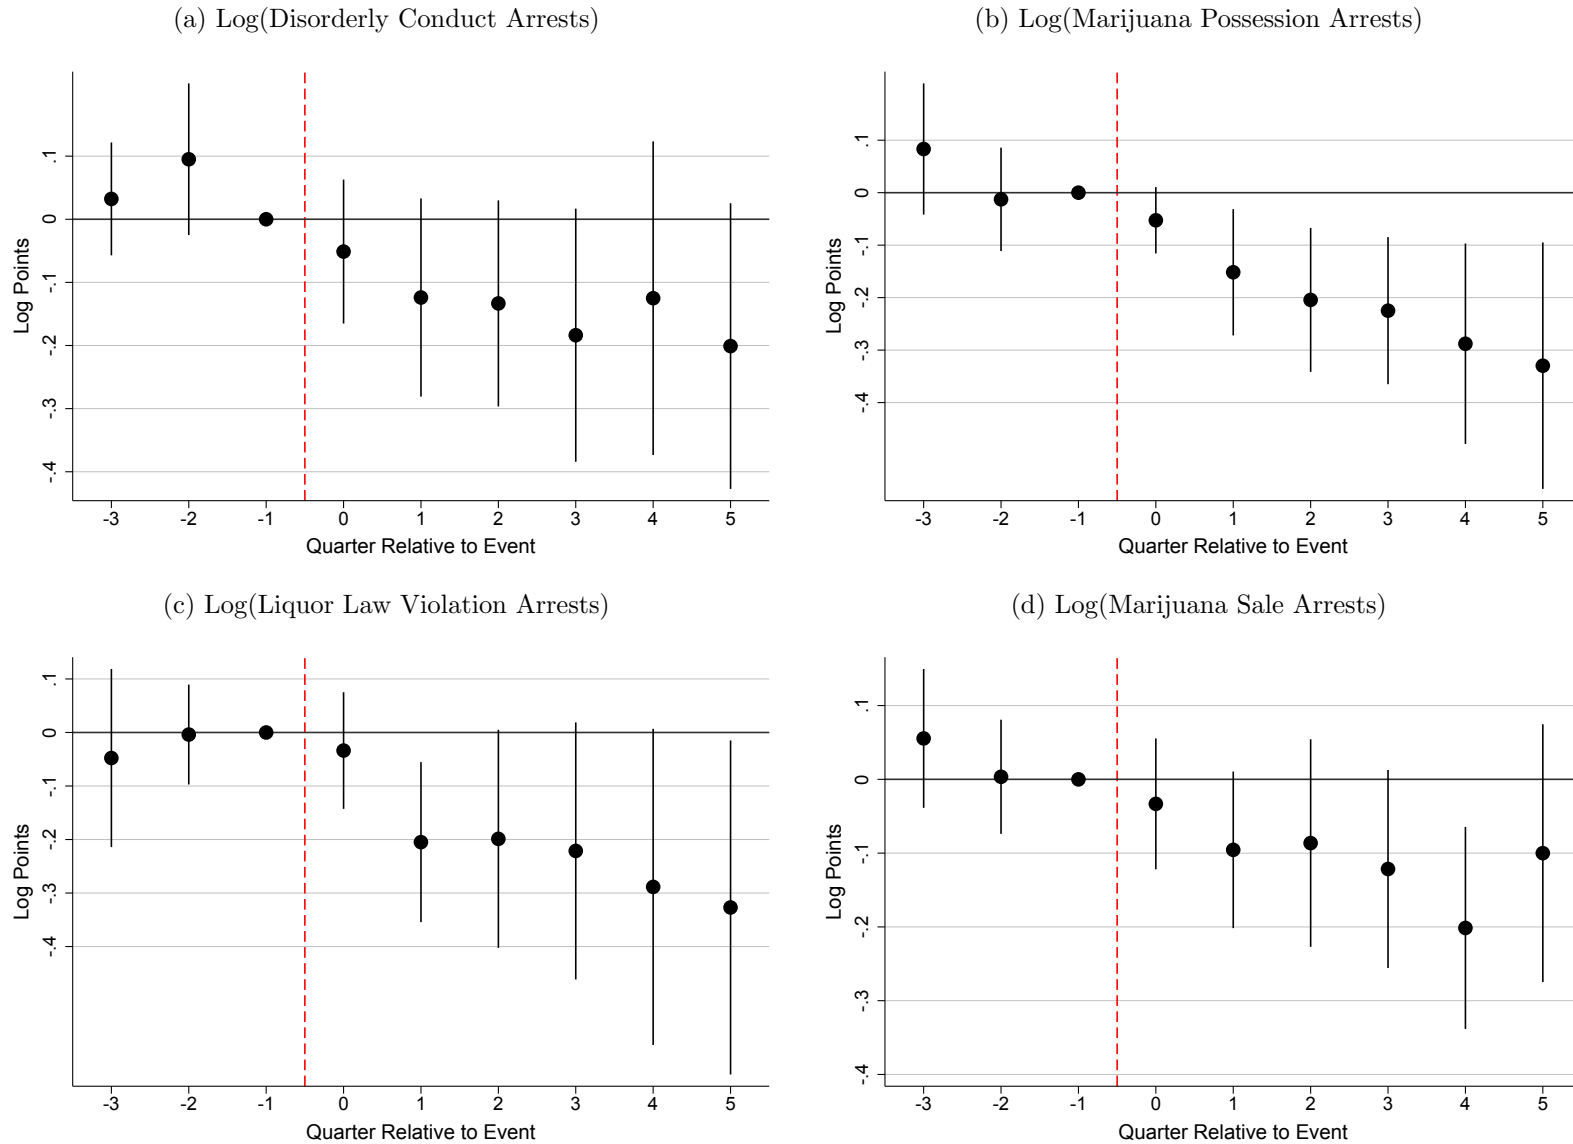 (a) Log(Disorderly Conduct Arrests)
.1
0
-.1
-.2
-.3
-.4
Log Points
-3 -2 -1 0 1 2 3 4 5
Quarter Relative to Event
(b) Log(Marijuana Possession Arrests)
.1
0
-.1
-.2
-.3
-.4
Log Points
-3 -2 -1 0 1 2 3 4 5
Quarter Relative to Event
(c) Log(Liquor Law Violation Arrests)
.1
0
-.1
-.2
-.3
-.4
Log Points
-3 -2 -1 0 1 2 3 4 5
Quarter Relative to Event
(d) Log(Marijuana Sale Arrests)
.1
0
-.1
-.2
-.3
-.4
Log Points
-3 -2 -1 0 1 2 3 4 5
Quarter Relative to Event